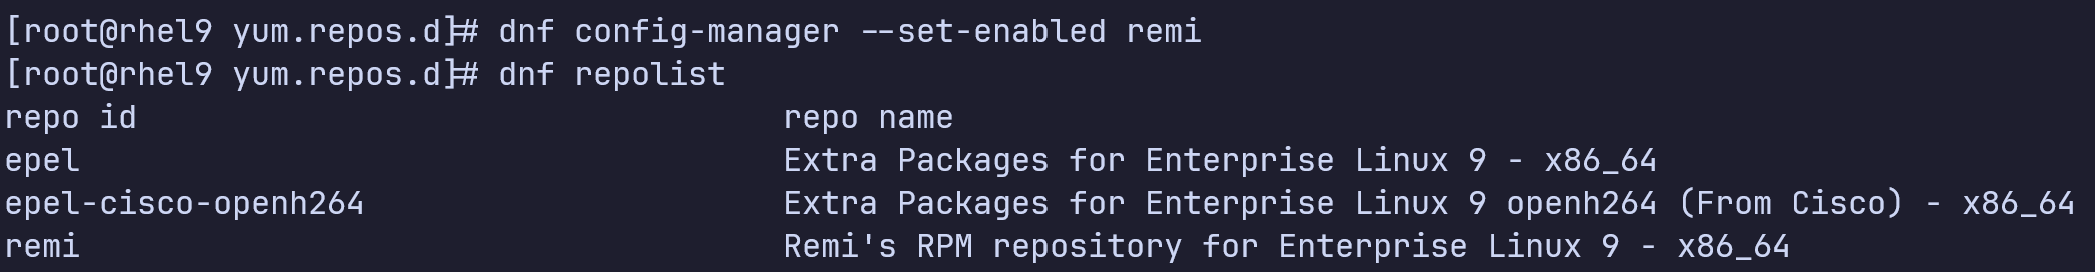 [root@rhel9 yum.repos.d]# dnf config-manager --set-enabled remi
[root@rhel9 yum.repos.d]# dnf repolist
repo id                                  repo name
epel                                     Extra Packages for Enterprise Linux 9 - x86_64
epel-cisco-openh264                      Extra Packages for Enterprise Linux 9 openh264 (From Cisco) - x86_64
remi                                     Remi's RPM repository for Enterprise Linux 9 - x86_64